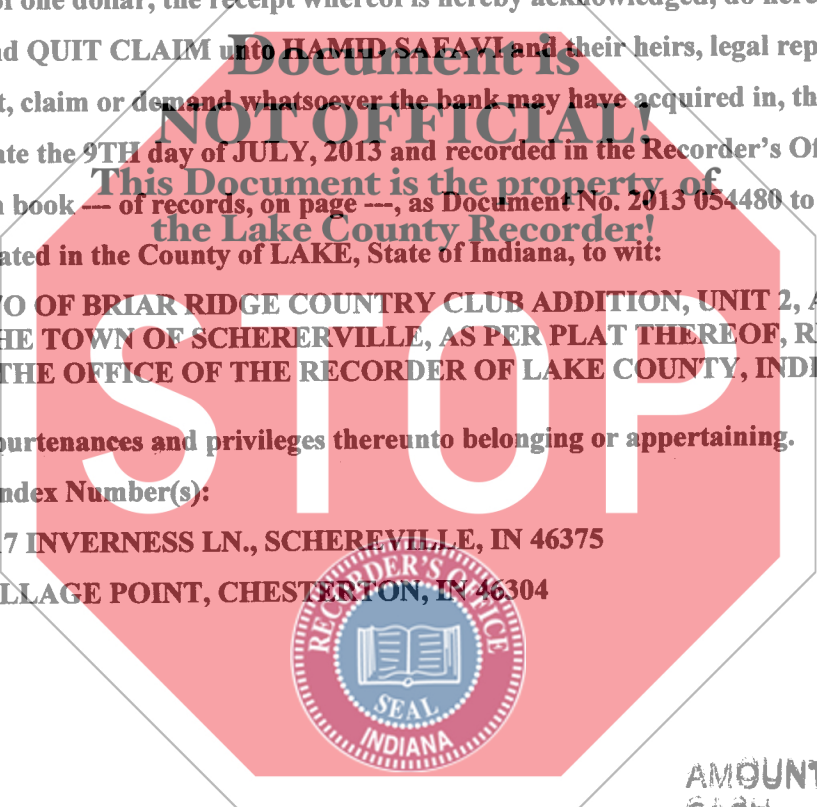 of one dollar, the receipt whereof is hereby acknowledged, do here
nd QUIT CLAIM unto HAMID SAFAVI and their heirs, legal rep
Document is
t, claim or demand whatsoever the bank may have acquired in, th
NOT OFFICIAL!
ate the 9TH day of JULY, 2013 and recorded in the Recorder's Of
This Document is the property of
n book --- of records, on page ---, as Document No. 2013 054480 to
the Lake County Recorder!
ated in the County of LAKE, State of Indiana, to wit:
O OF BRIAR RIDGE COUNTRY CLUB ADDITION, UNIT 2, A
HE TOWN OF SCHERERVILLE, AS PER PLAT THEREOF, R
THE OFFICE OF THE RECORDER OF LAKE COUNTY, INDI
STOP
purtenances and privileges thereunto belonging or appertaining.
ndex Number(s):
7 INVERNESS LN., SCHEREVILLE, IN 46375
LLAGE POINT, CHESTERTON, IN 46304
RECORDER'S OFFICE
SEAL
INDIANA
AMOUNT
CASH